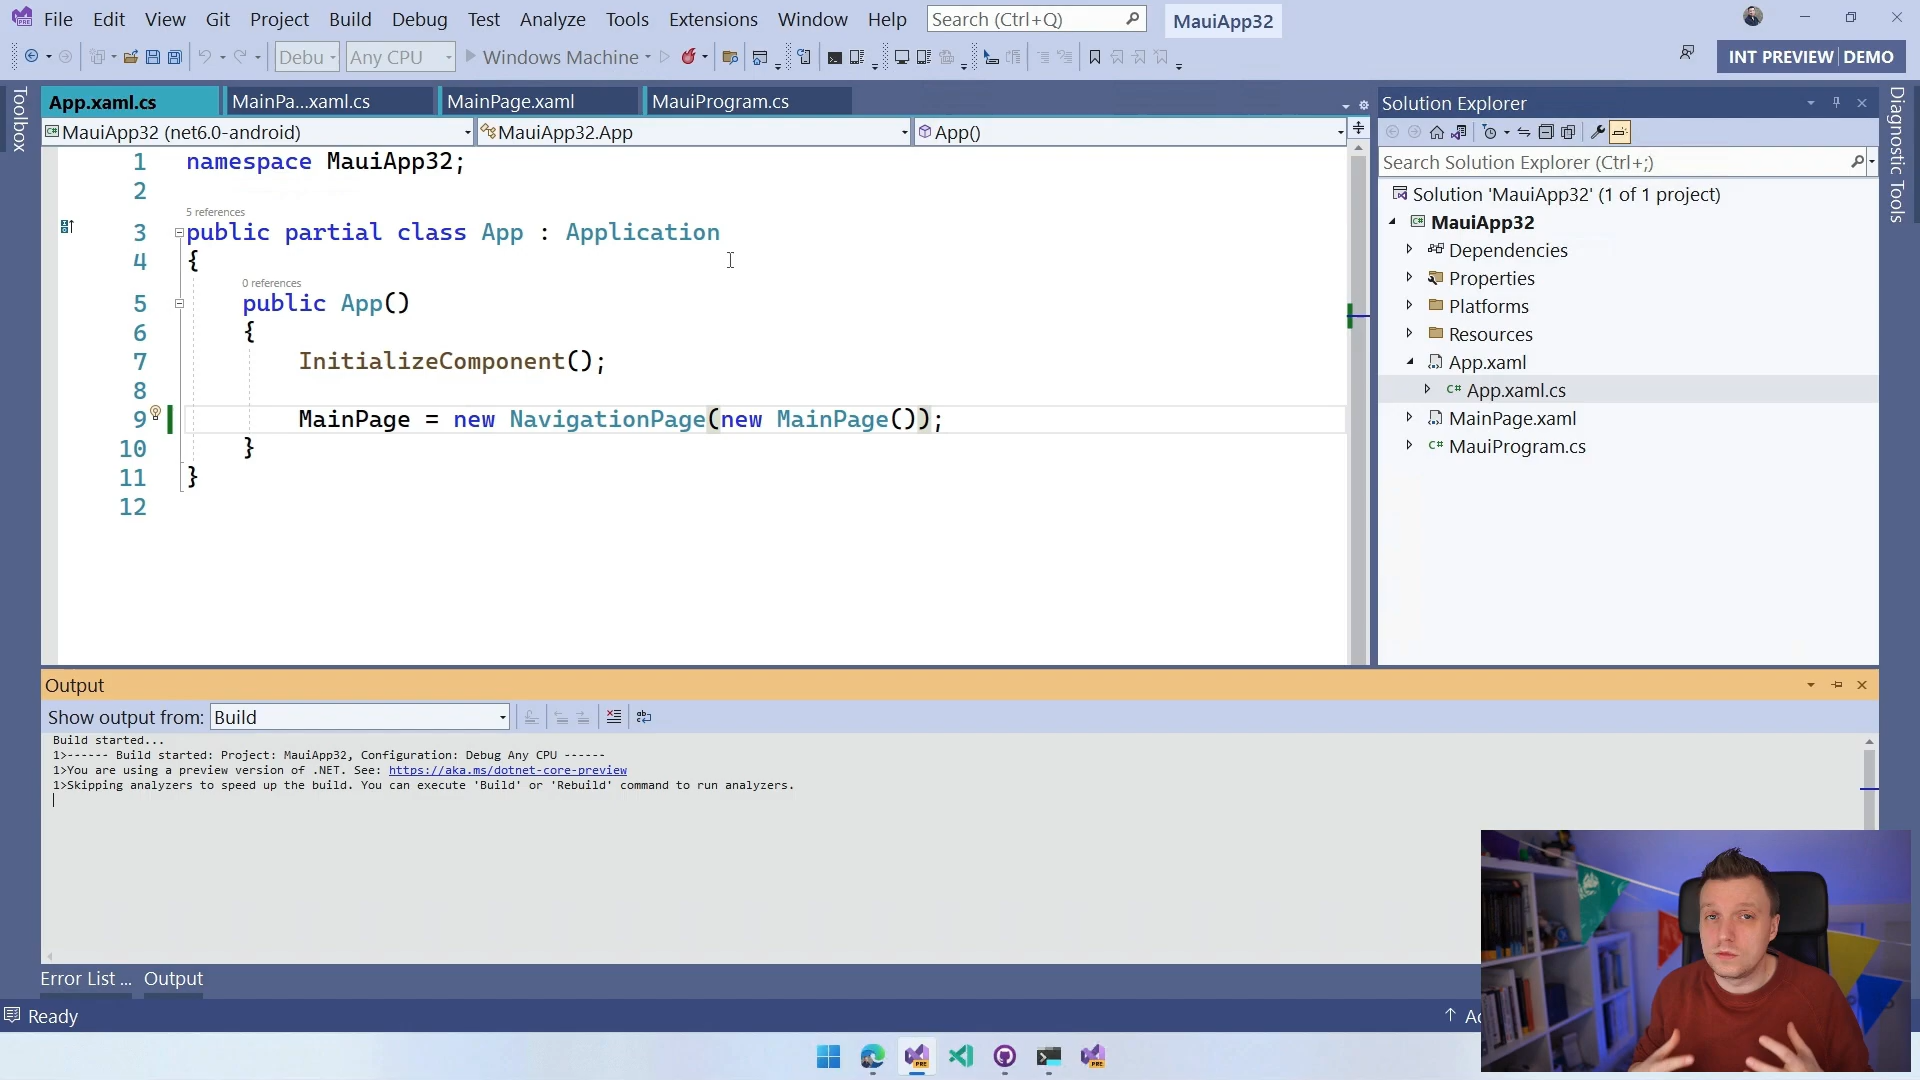 File Edit View Git Project Build Debug Test Analyze Tools Extensions Window Help Search (Ctrl+Q) MauiApp32
Debu Any CPU Windows Machine INT PREVIEW DEMO
Toolbox
App.xaml.cs MainPa...xaml.cs MainPage.xaml MauiProgram.cs
MauiApp32 (net6.0-android) MauiApp32.App App()
1 namespace MauiApp32;
2
5 references
3 public partial class App : Application
4 {
0 references
5 public App()
6 {
7 InitializeComponent();
8
9 MainPage = new NavigationPage(new MainPage());
10 }
11 }
12
Solution Explorer
Search Solution Explorer (Ctrl+;)
Solution 'MauiApp32' (1 of 1 project)
MauiApp32
Dependencies
Properties
Platforms
Resources
App.xaml
C# App.xaml.cs
MainPage.xaml
C# MauiProgram.cs
Diagnostic Tools
Output
Show output from: Build
Build started...
1>------ Build started: Project: MauiApp32, Configuration: Debug Any CPU ------
1>You are using a preview version of .NET. See: https://aka.ms/dotnet-core-preview
1>Skipping analyzers to speed up the build. You can execute 'Build' or 'Rebuild' command to run analyzers.
Error List ... Output
Ready